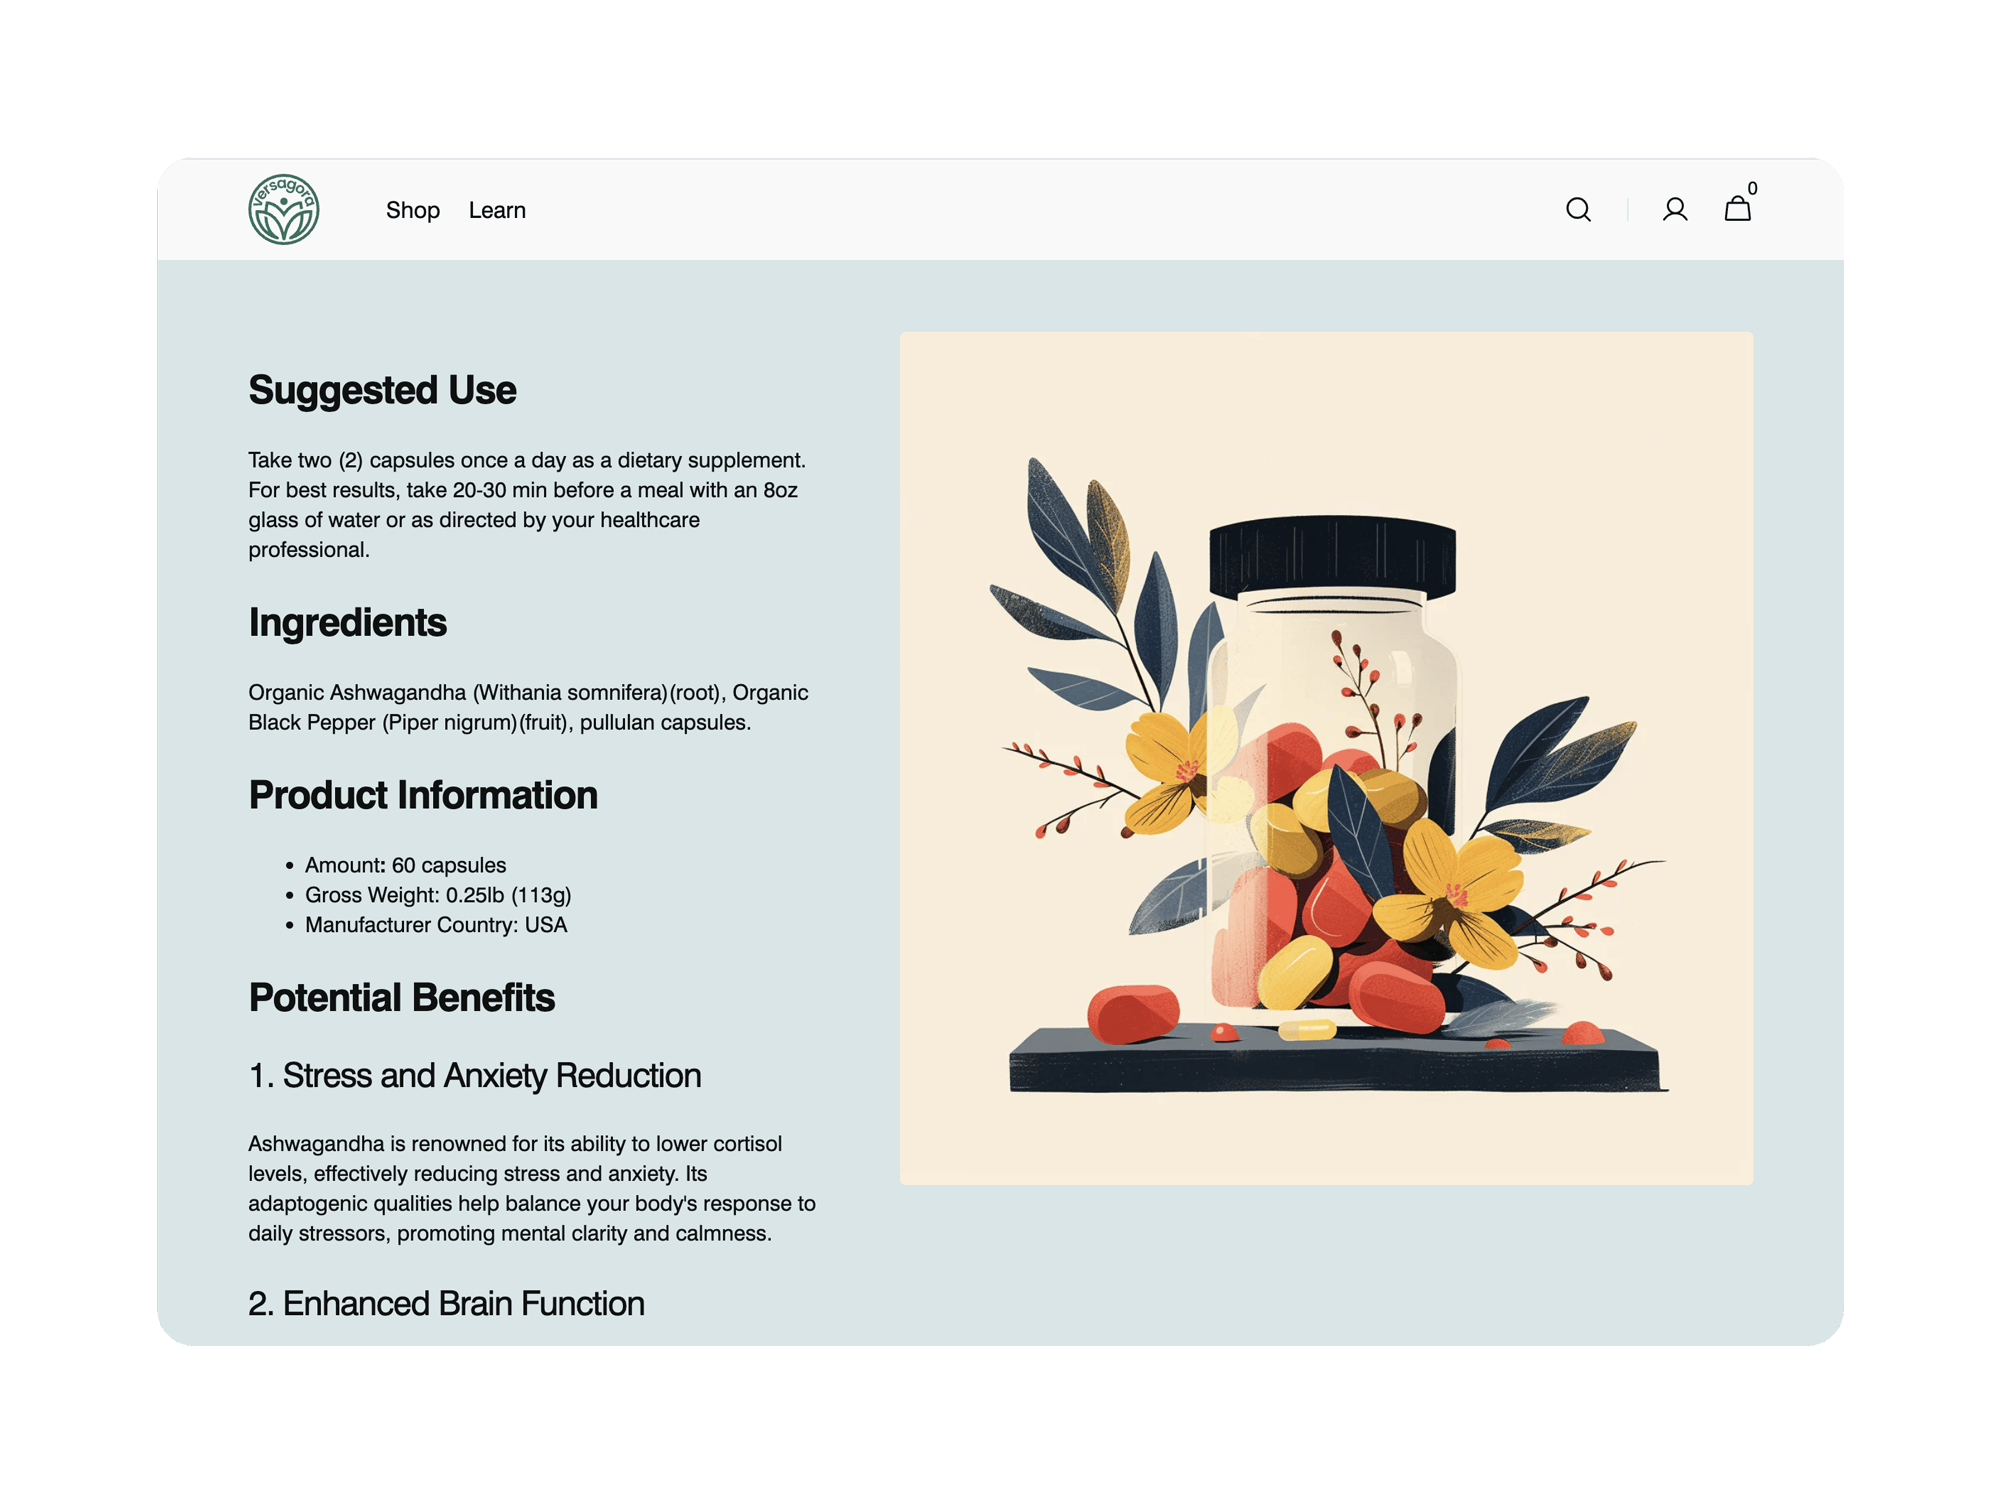 versagora
Shop Learn
0
Suggested Use
Take two (2) capsules once a day as a dietary supplement.
For best results, take 20-30 min before a meal with an 8oz
glass of water or as directed by your healthcare
professional.
Ingredients
Organic Ashwagandha (Withania somnifera)(root), Organic
Black Pepper (Piper nigrum)(fruit), pullulan capsules.
Product Information
• Amount: 60 capsules
• Gross Weight: 0.25lb (113g)
• Manufacturer Country: USA
Potential Benefits
1. Stress and Anxiety Reduction
Ashwagandha is renowned for its ability to lower cortisol
levels, effectively reducing stress and anxiety. Its
adaptogenic qualities help balance your body's response to
daily stressors, promoting mental clarity and calmness.
2. Enhanced Brain Function